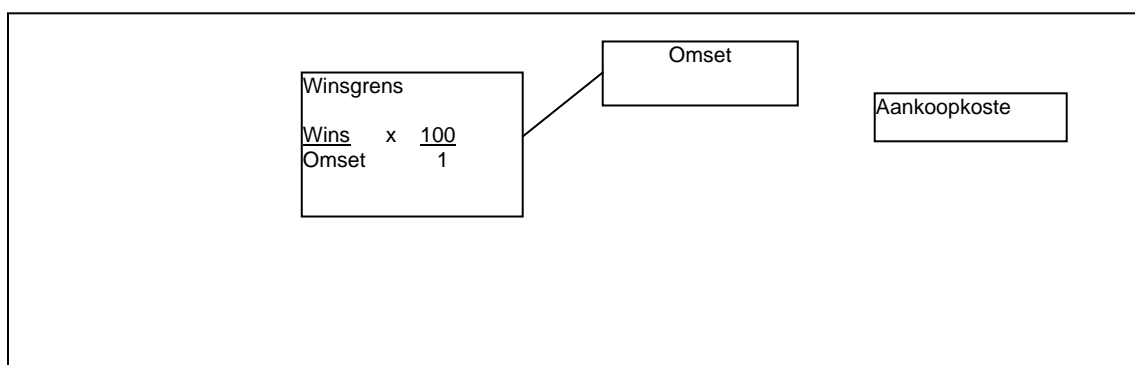 Omset
Winsgrens
Aankoopkoste
Wins x 100
Omset 1